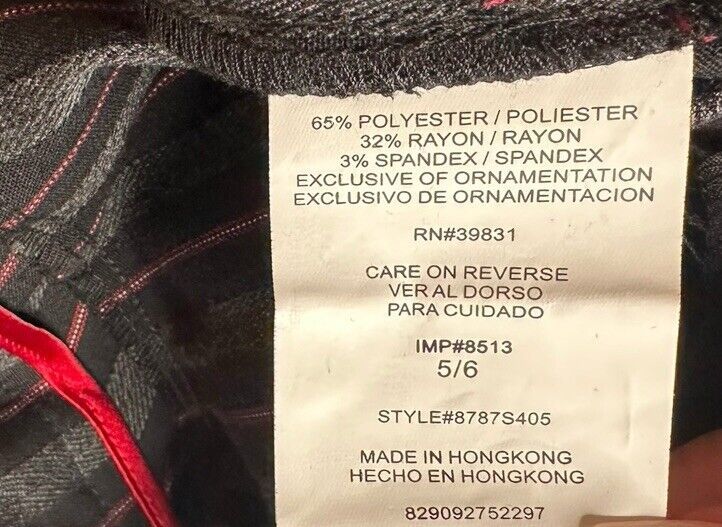 65% POLYESTER / POLIESTER
32% RAYON / RAYON
3% SPANDEX / SPANDEX
EXCLUSIVE OF ORNAMENTATION
EXCLUSIVO DE ORNAMENTACION
RN#39831
CARE ON REVERSE
VER AL DORSO
PARA CUIDADO
IMP#8513
5/6
STYLE#8787S405
MADE IN HONGKONG
HECHO EN HONGKONG
829092752297